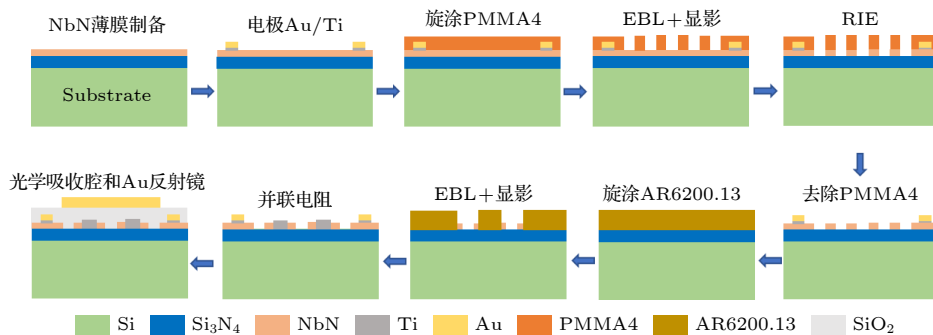 NbN薄膜制备
电极Au/Ti
旋涂PMMA4
EBL+显影
RIE
Substrate
光学吸收腔和Au反射镜
并联电阻
EBL+显影
旋涂AR6200.13
去除PMMA4
Si
Si₃N₄
NbN
Ti
Au
PMMA4
AR6200.13
SiO₂